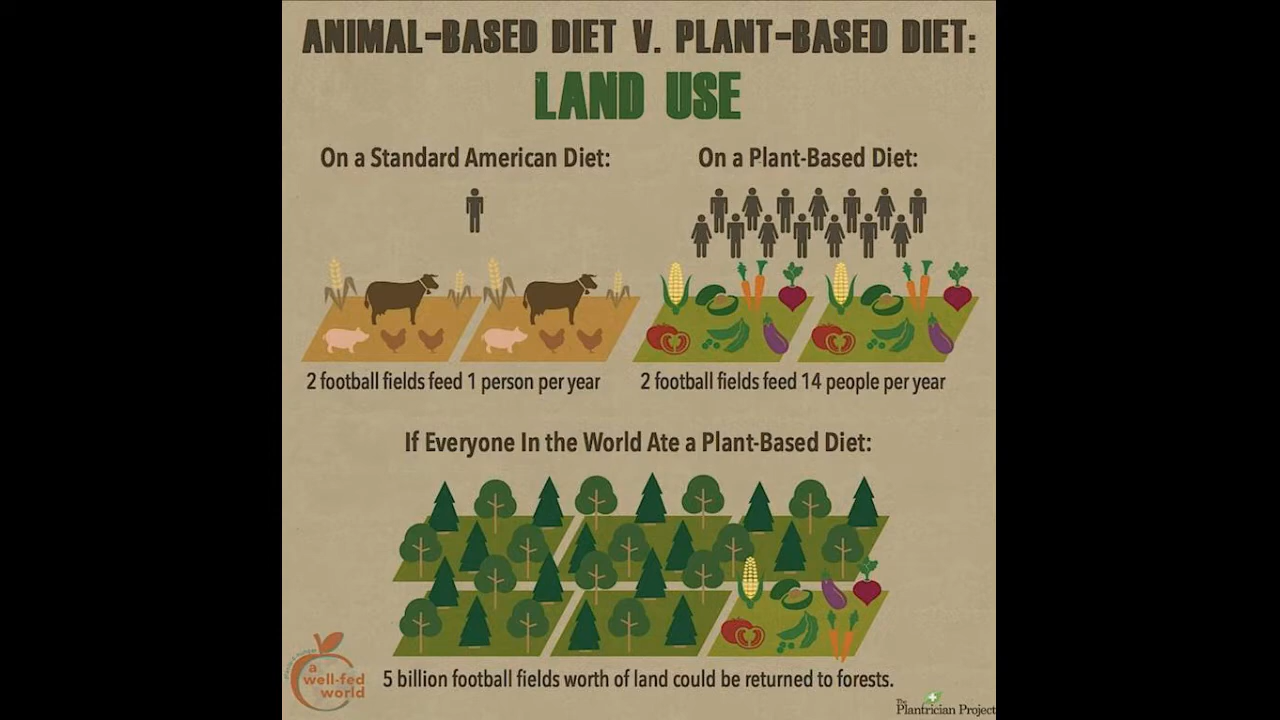 ANIMAL-BASED DIET V. PLANT-BASED DIET:
LAND USE
On a Standard American Diet:
On a Plant-Based Diet:
2 football fields feed 1 person per year
2 football fields feed 14 people per year
If Everyone In the World Ate a Plant-Based Diet:
5 billion football fields worth of land could be returned to forests.
a
well-fed
world
The
Plantrician Project